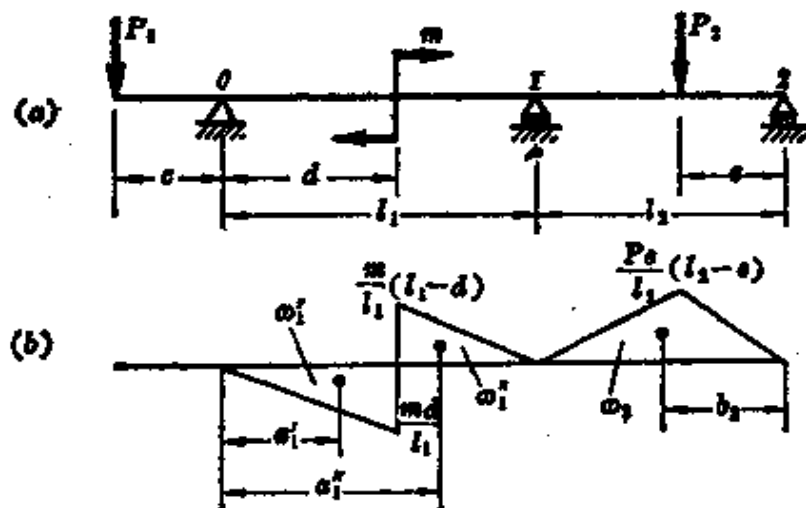 P₁
m
P₂
0
1
2
(a)
c
d
e
l₁
l₂
m/l₁ (l₁-d)
Pe/l₂ (l₂-e)
ω₁′
(b)
ω₁″
ω₂
md/l₁
a₁′
a₁″
b₂